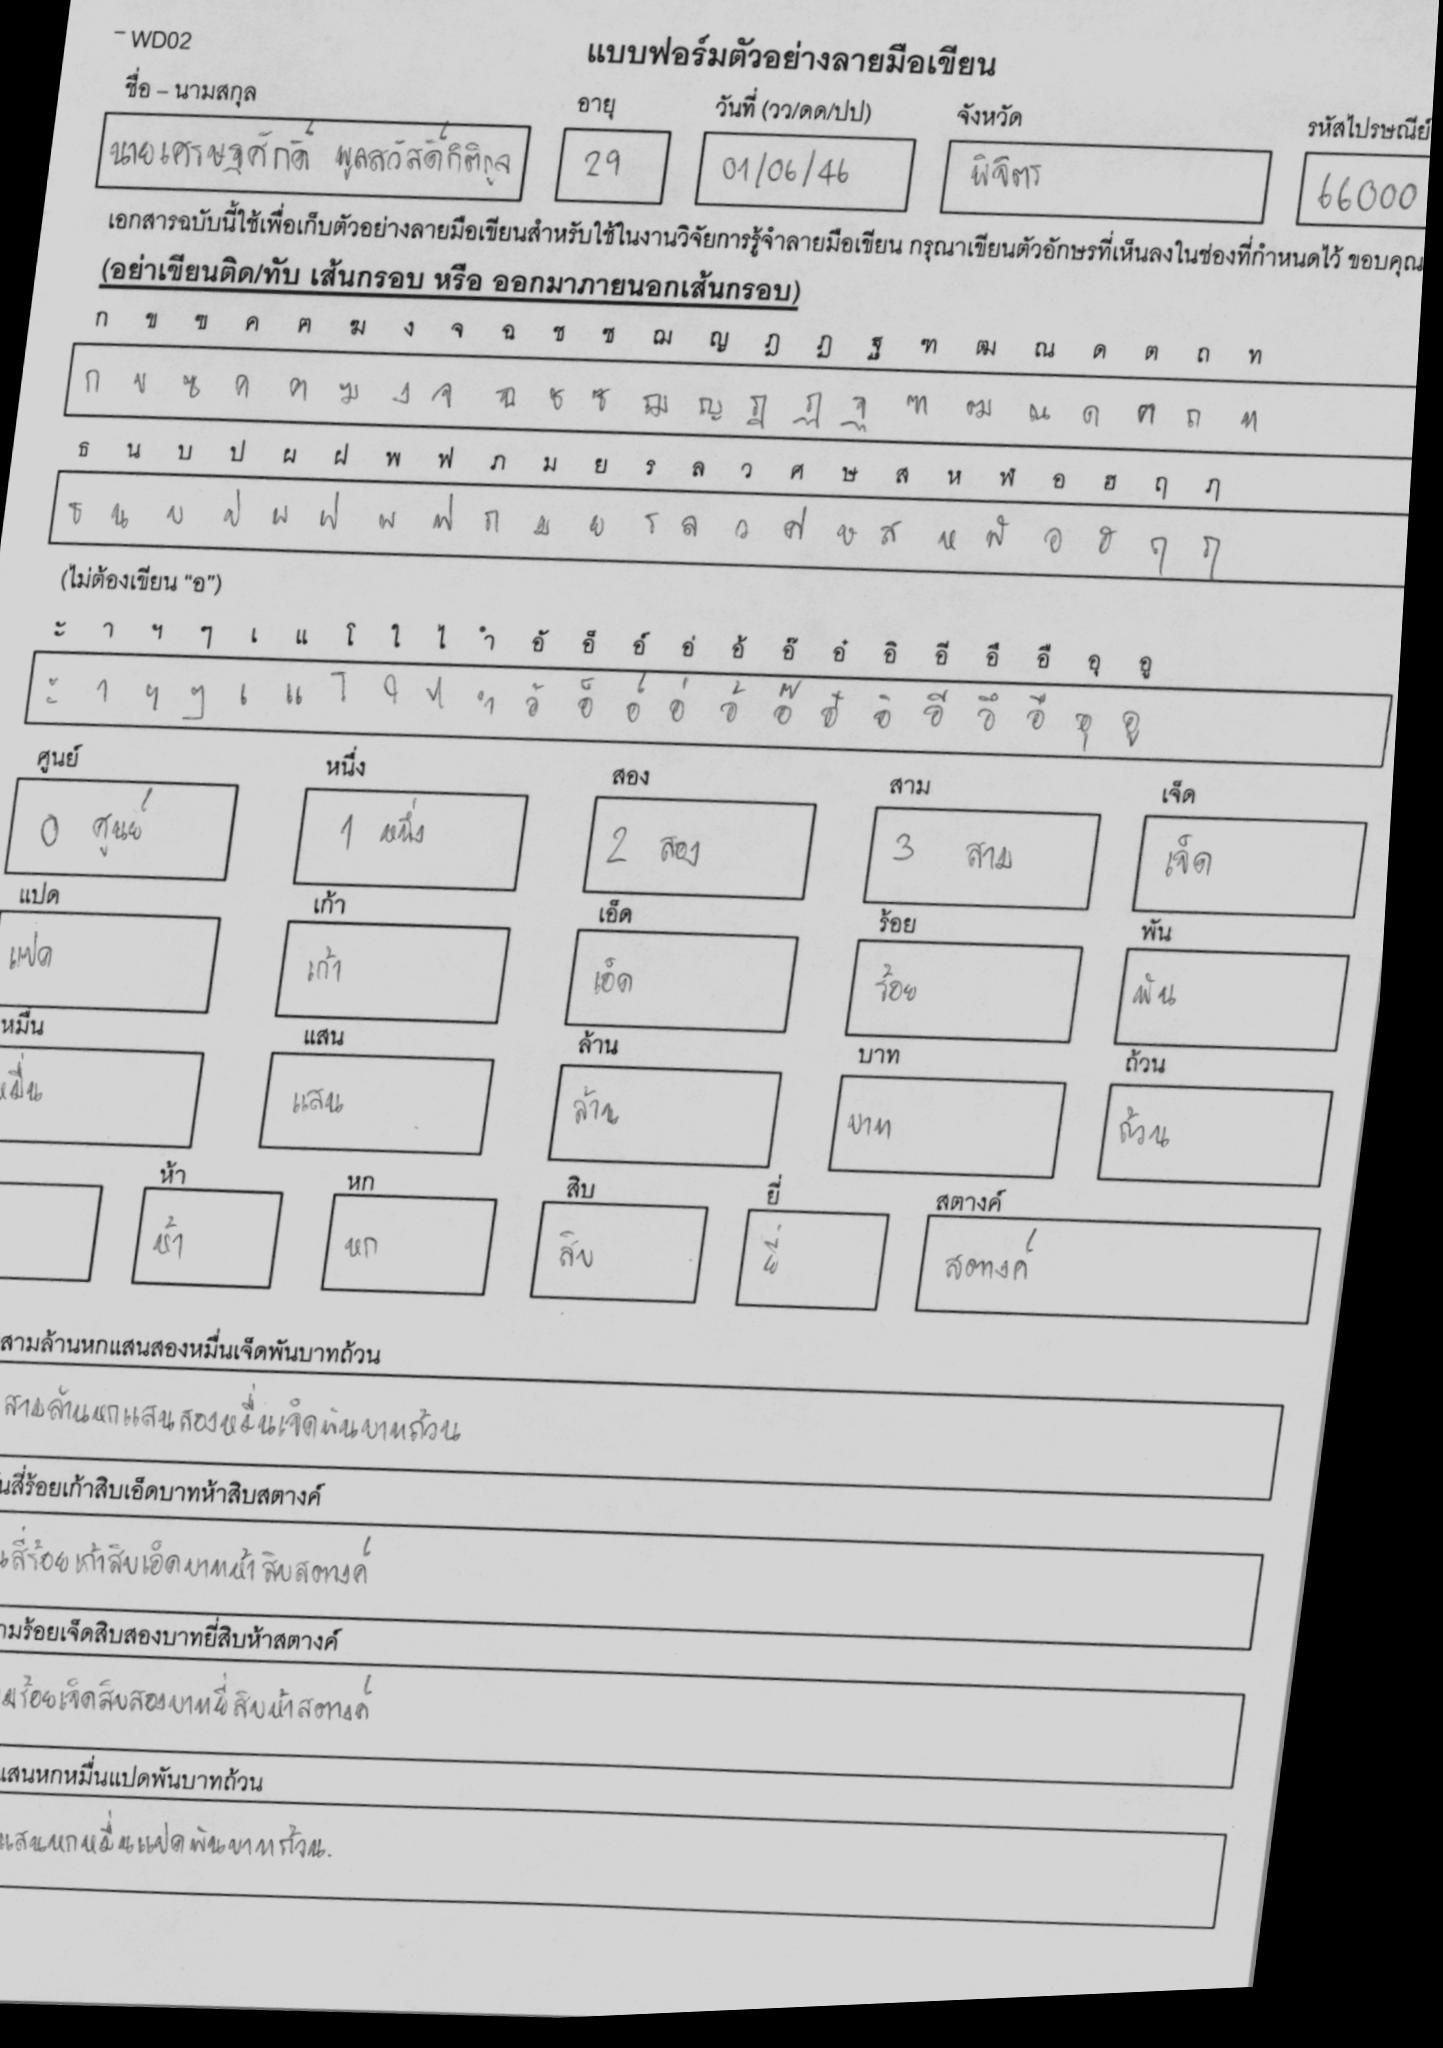 WD02
แบบฟอร์มตัวอย่างลายมือเขียน
ชื่อ – นามสกุล อายุ วันที่ (วว/ดด/ปป) จังหวัด รหัสไปรษณีย์
นายเศรษฐศักดิ์ พูลสวัสดิ์กิติกูล 29 01/06/46 พิจิตร 66000
เอกสารฉบับนี้ใช้เพื่อเก็บตัวอย่างลายมือเขียนสำหรับใช้ในงานวิจัยการรู้จำลายมือเขียน กรุณาเขียนตัวอักษรที่เห็นลงในช่องที่กำหนดไว้ ขอบคุณ
(อย่าเขียนติด/ทับ เส้นกรอบ หรือ ออกมาภายนอกเส้นกรอบ)
ก ข ฃ ค ฅ ฆ ง จ ฉ ช ซ ฌ ญ ฎ ฏ ฐ ฑ ฒ ณ ด ต ถ ท
ก ข ฃ ค ฅ ฆ ง จ ฉ ช ซ ฌ ญ ฎ ฏ ฐ ฑ ฒ ณ ด ต ถ ท
ธ น บ ป ผ ฝ พ ฟ ภ ม ย ร ล ว ศ ษ ส ห ฬ อ ฮ ฤ ฦ
ธ น บ ป ผ ฝ พ ฟ ภ ม ย ร ล ว ศ ษ ส ห ฬ อ ฮ ฤ ฦ
(ไม่ต้องเขียน "อ")
ะ า ฯ ๆ เ แ โ ใ ไ ำ อั อ็ อ์ อ่ อ้ อ๊ อ๋ อิ อี อึ อื อุ อู
ะ า ฯ ๆ เ แ โ ใ ไ ำ อั อ็ อ์ อ่ อ้ อ๊ อ๋ อิ อี อึ อื อุ อู
ศูนย์ หนึ่ง สอง สาม เจ็ด
0 ศูนย์ 1 หนึ่ง 2 สอง 3 สาม เจ็ด
แปด เก้า เอ็ด ร้อย พัน
แปด เก้า เอ็ด ร้อย พัน
หมื่น แสน ล้าน บาท ถ้วน
หมื่น แสน ล้าน บาท ถ้วน
ห้า หก สิบ ยี่ สตางค์
ห้า หก สิบ ยี่ สตางค์
สามล้านหกแสนสองหมื่นเจ็ดพันบาทถ้วน
สามล้านหกแสนสองหมื่นเจ็ดพันบาทถ้วน
นสี่ร้อยเก้าสิบเอ็ดบาทห้าสิบสตางค์
นสี่ร้อยเก้าสิบเอ็ดบาทห้าสิบสตางค์
ามร้อยเจ็ดสิบสองบาทยี่สิบห้าสตางค์
มร้อยเจ็ดสิบสองบาทยี่สิบห้าสตางค์
แสนหกหมื่นแปดพันบาทถ้วน
แสนหกหมื่นแปดพันบาทถ้วน.